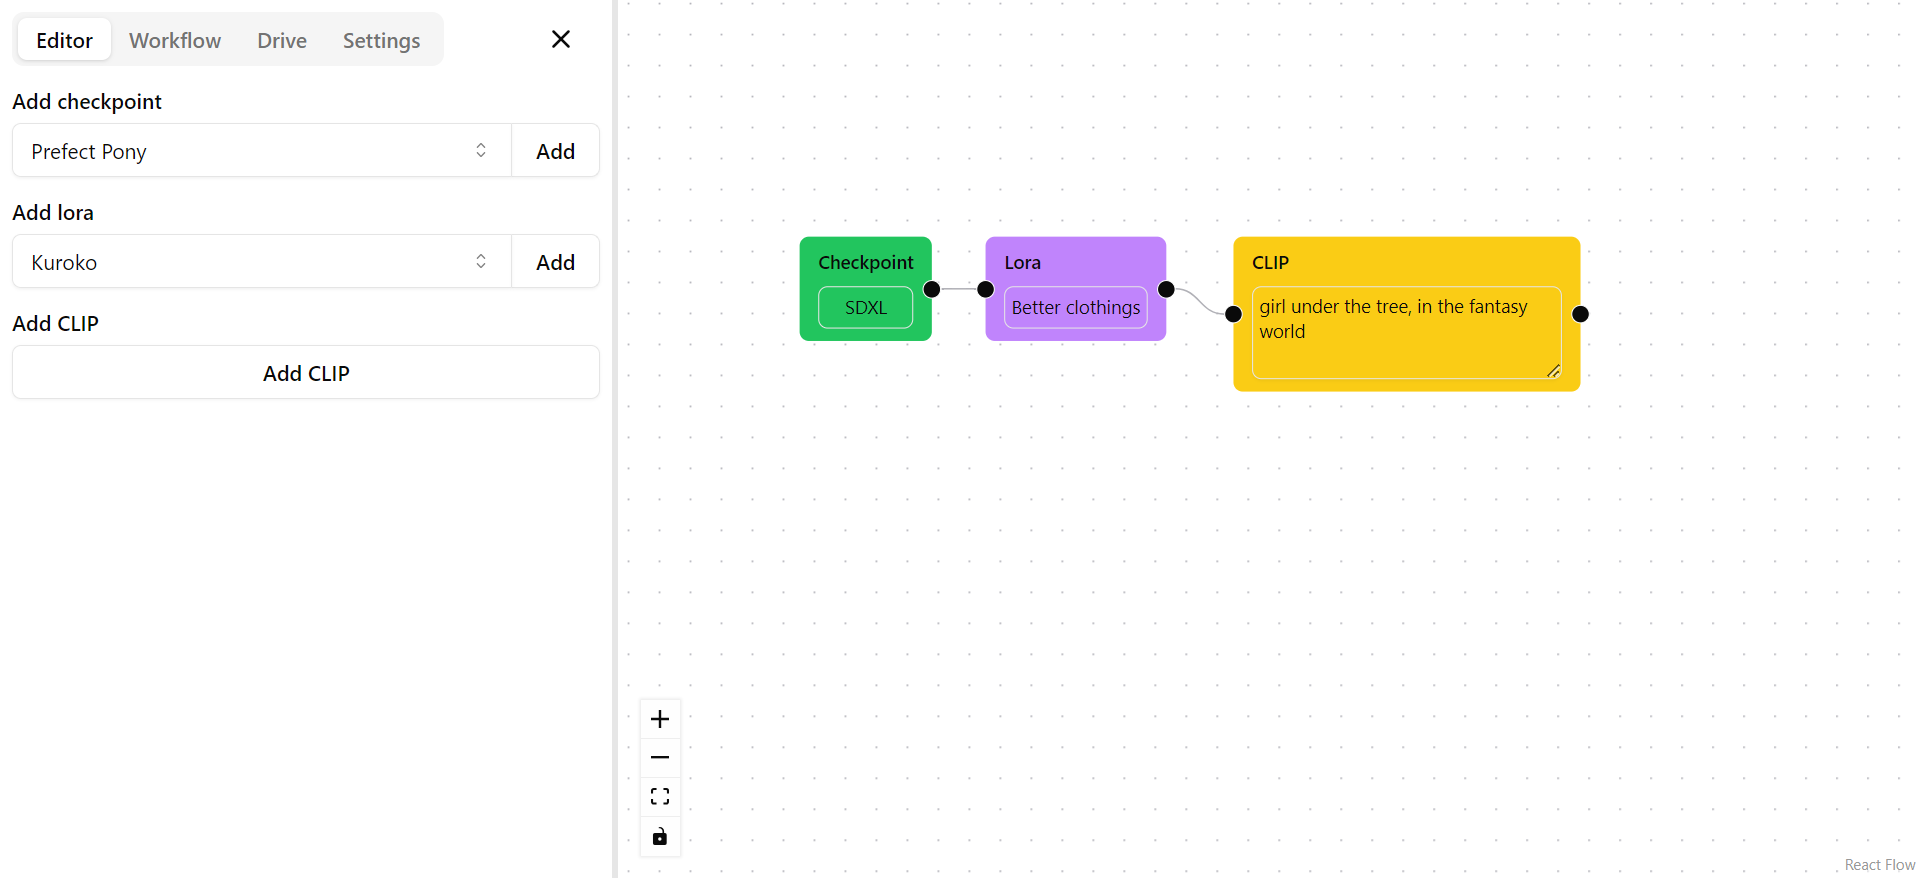 Editor Workflow Drive Settings
Add checkpoint
Prefect Pony Add
Add lora
Kuroko Add
Add CLIP
Add CLIP
Checkpoint
SDXL
Lora
Better clothings
CLIP
girl under the tree, in the fantasy
world
React Flow